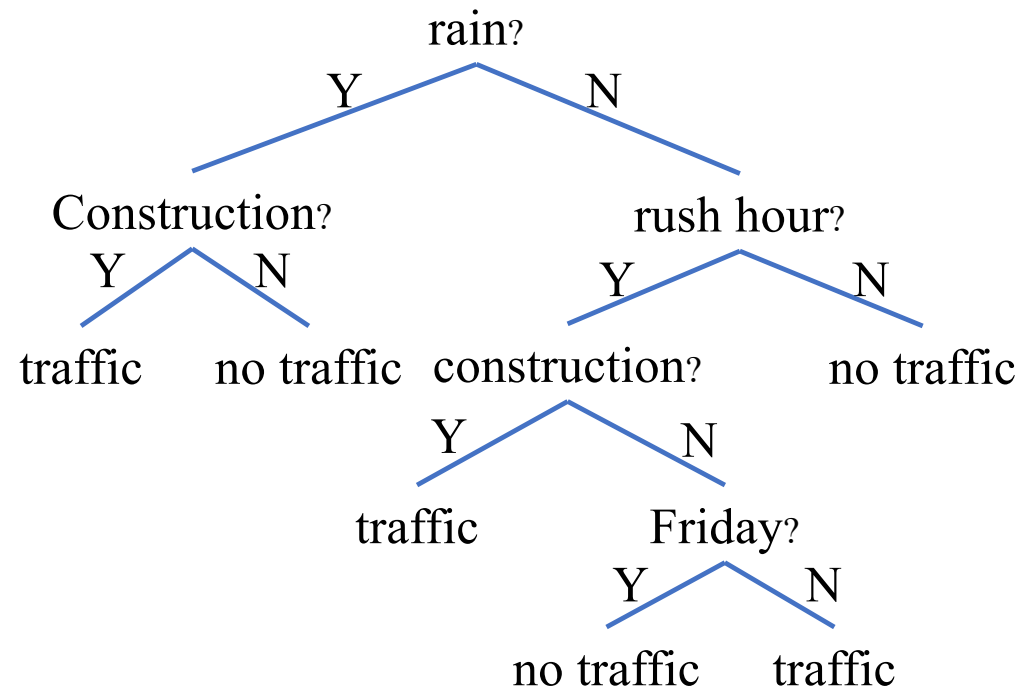 rain?
Y N
Construction? rush hour?
Y N Y N
traffic no traffic construction? no traffic
Y N
traffic Friday?
Y N
no traffic traffic